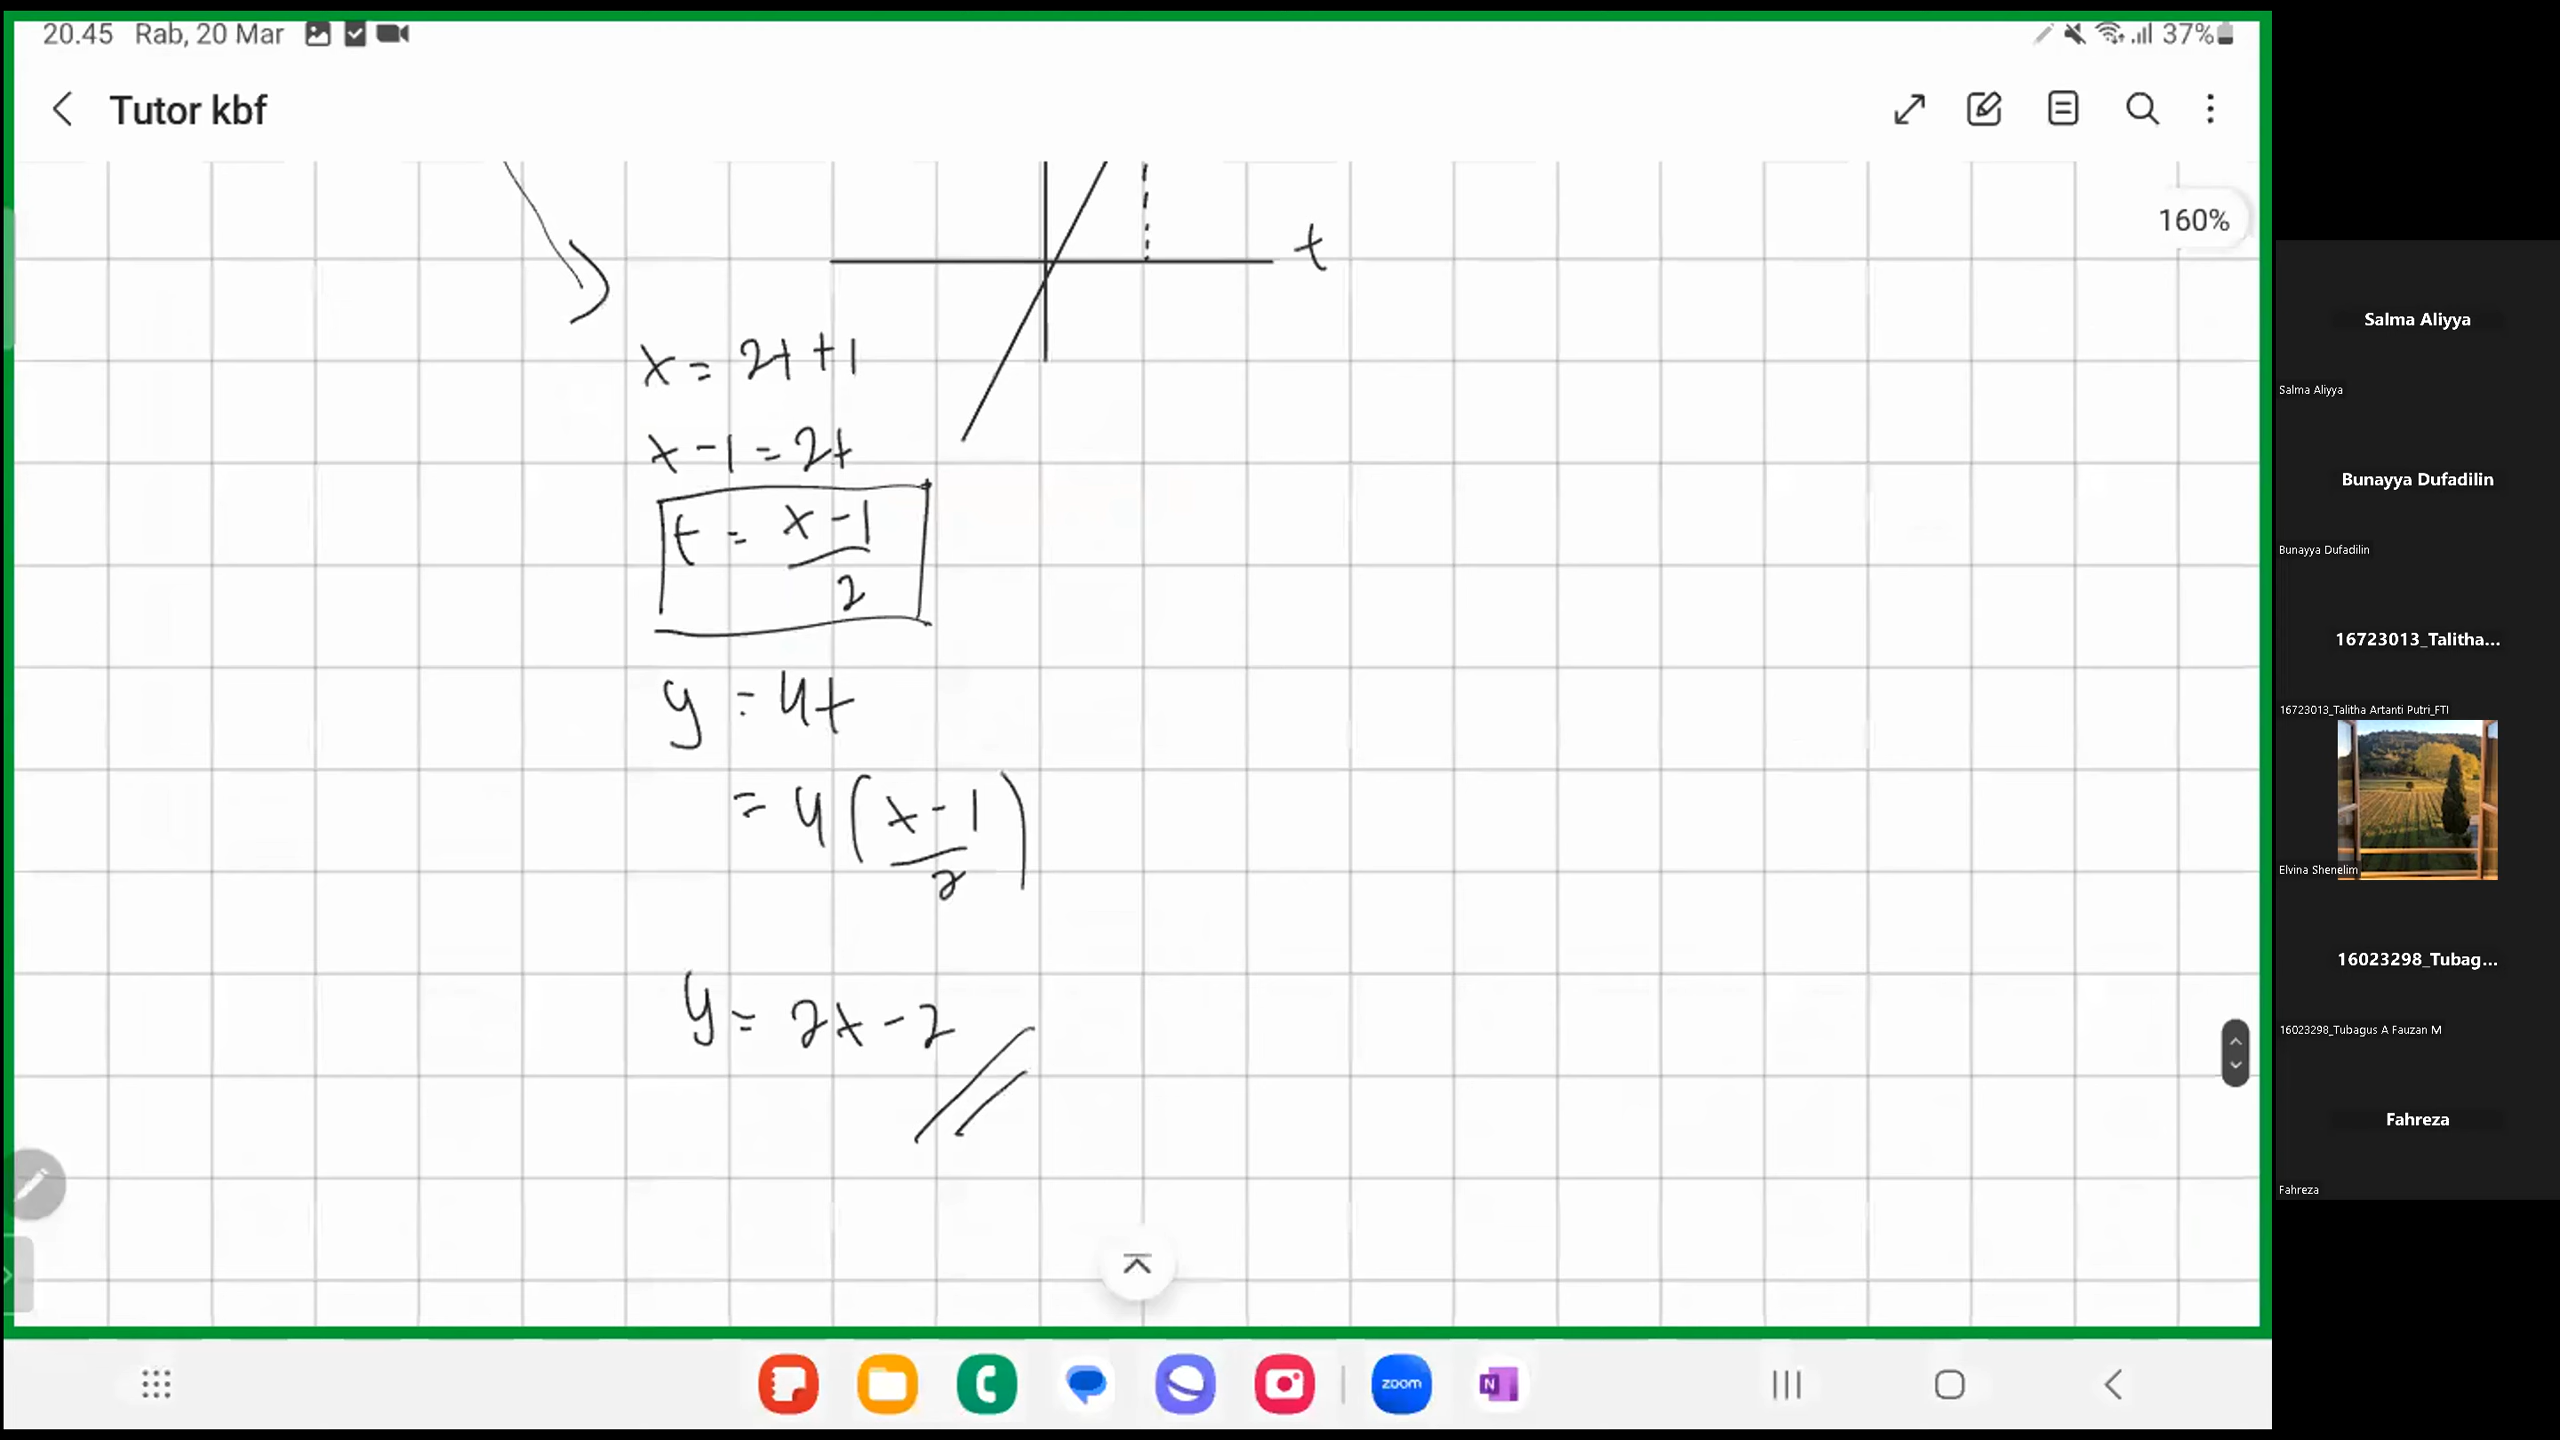 20.45 Rab, 20 Mar
37%
Tutor kbf
160%
t
x = 2t + 1
x - 1 = 2t
t = x - 1
2
y = 4t
= 4 ( x - 1
2 )
y = 2x - 2
zoom
N
Salma Aliyya
Salma Aliyya
Bunayya Dufadilin
Bunayya Dufadilin
16723013_Talitha...
16723013_Talitha Artanti Putri_FTI
Elvina Shenelim
16023298_Tubag...
16023298_Tubagus A Fauzan M
Fahreza
Fahreza